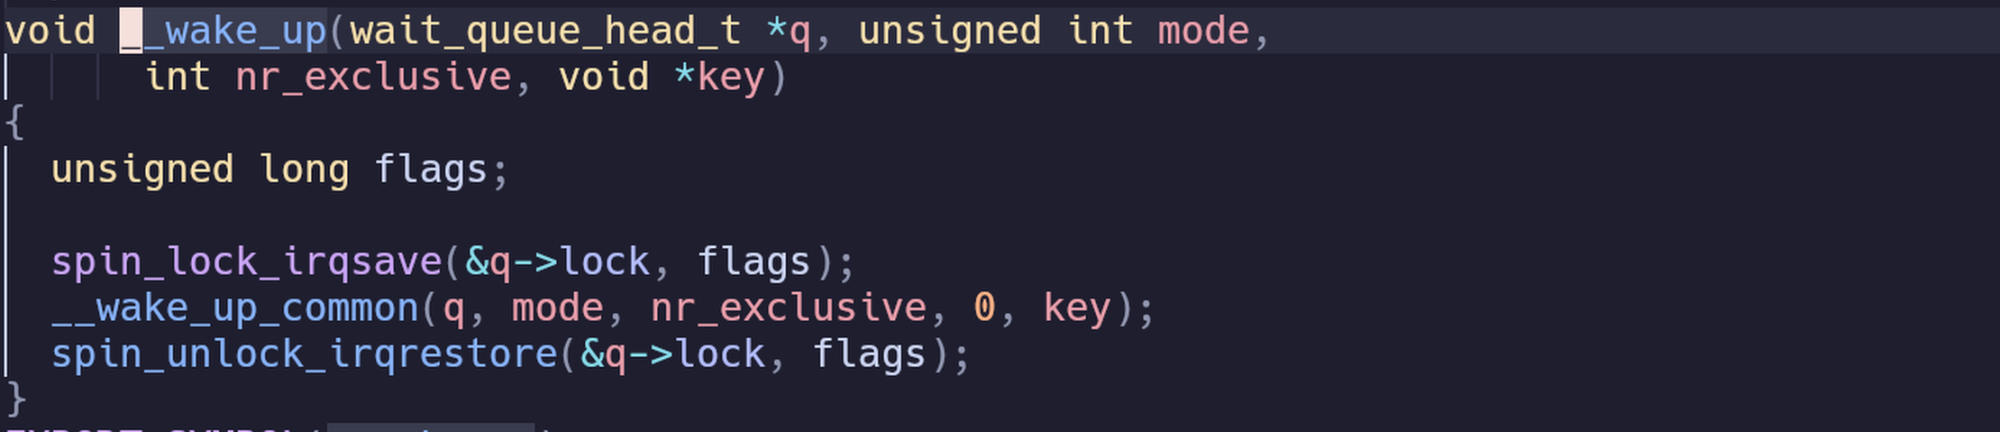 void __wake_up(wait_queue_head_t *q, unsigned int mode,
int nr_exclusive, void *key)
{
unsigned long flags;
spin_lock_irqsave(&q->lock, flags);
__wake_up_common(q, mode, nr_exclusive, 0, key);
spin_unlock_irqrestore(&q->lock, flags);
}